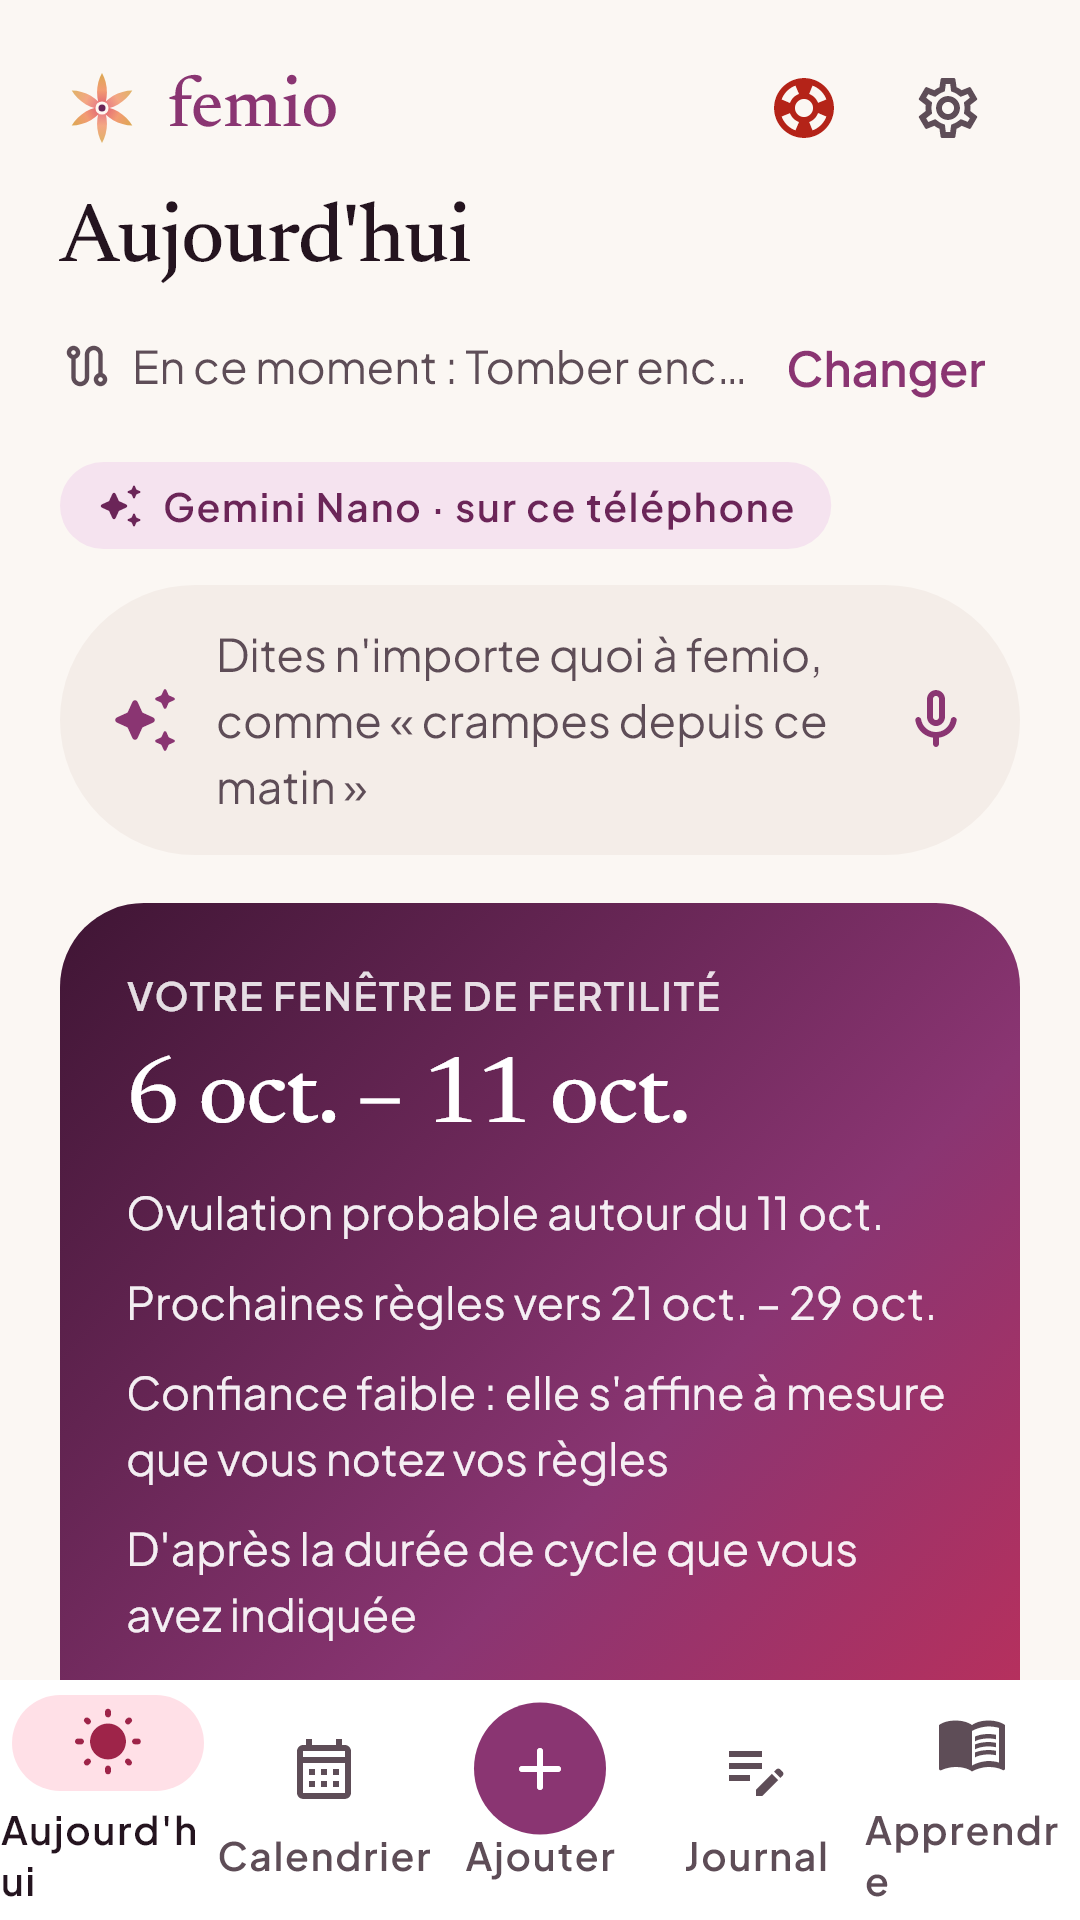 femio
Aujourd'hui
En ce moment : Tomber enc...
Changer
Gemini Nano · sur ce téléphone
Dites n'importe quoi à femio,
comme « crampes depuis ce
matin »
VOTRE FENÊTRE DE FERTILITÉ
6 oct. – 11 oct.
Ovulation probable autour du 11 oct.
Prochaines règles vers 21 oct. – 29 oct.
Confiance faible : elle s'affine à mesure
que vous notez vos règles
D'après la durée de cycle que vous
avez indiquée
Aujourd'h
ui
Calendrier
Ajouter
Journal
Apprendr
e